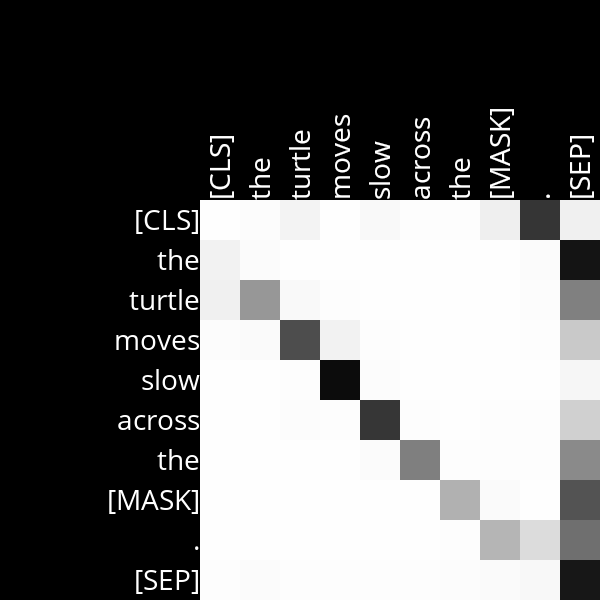 [CLS] the turtle moves slow across the [MASK] . [SEP]
[CLS]
the
turtle
moves
slow
across
the
[MASK]
.
[SEP]